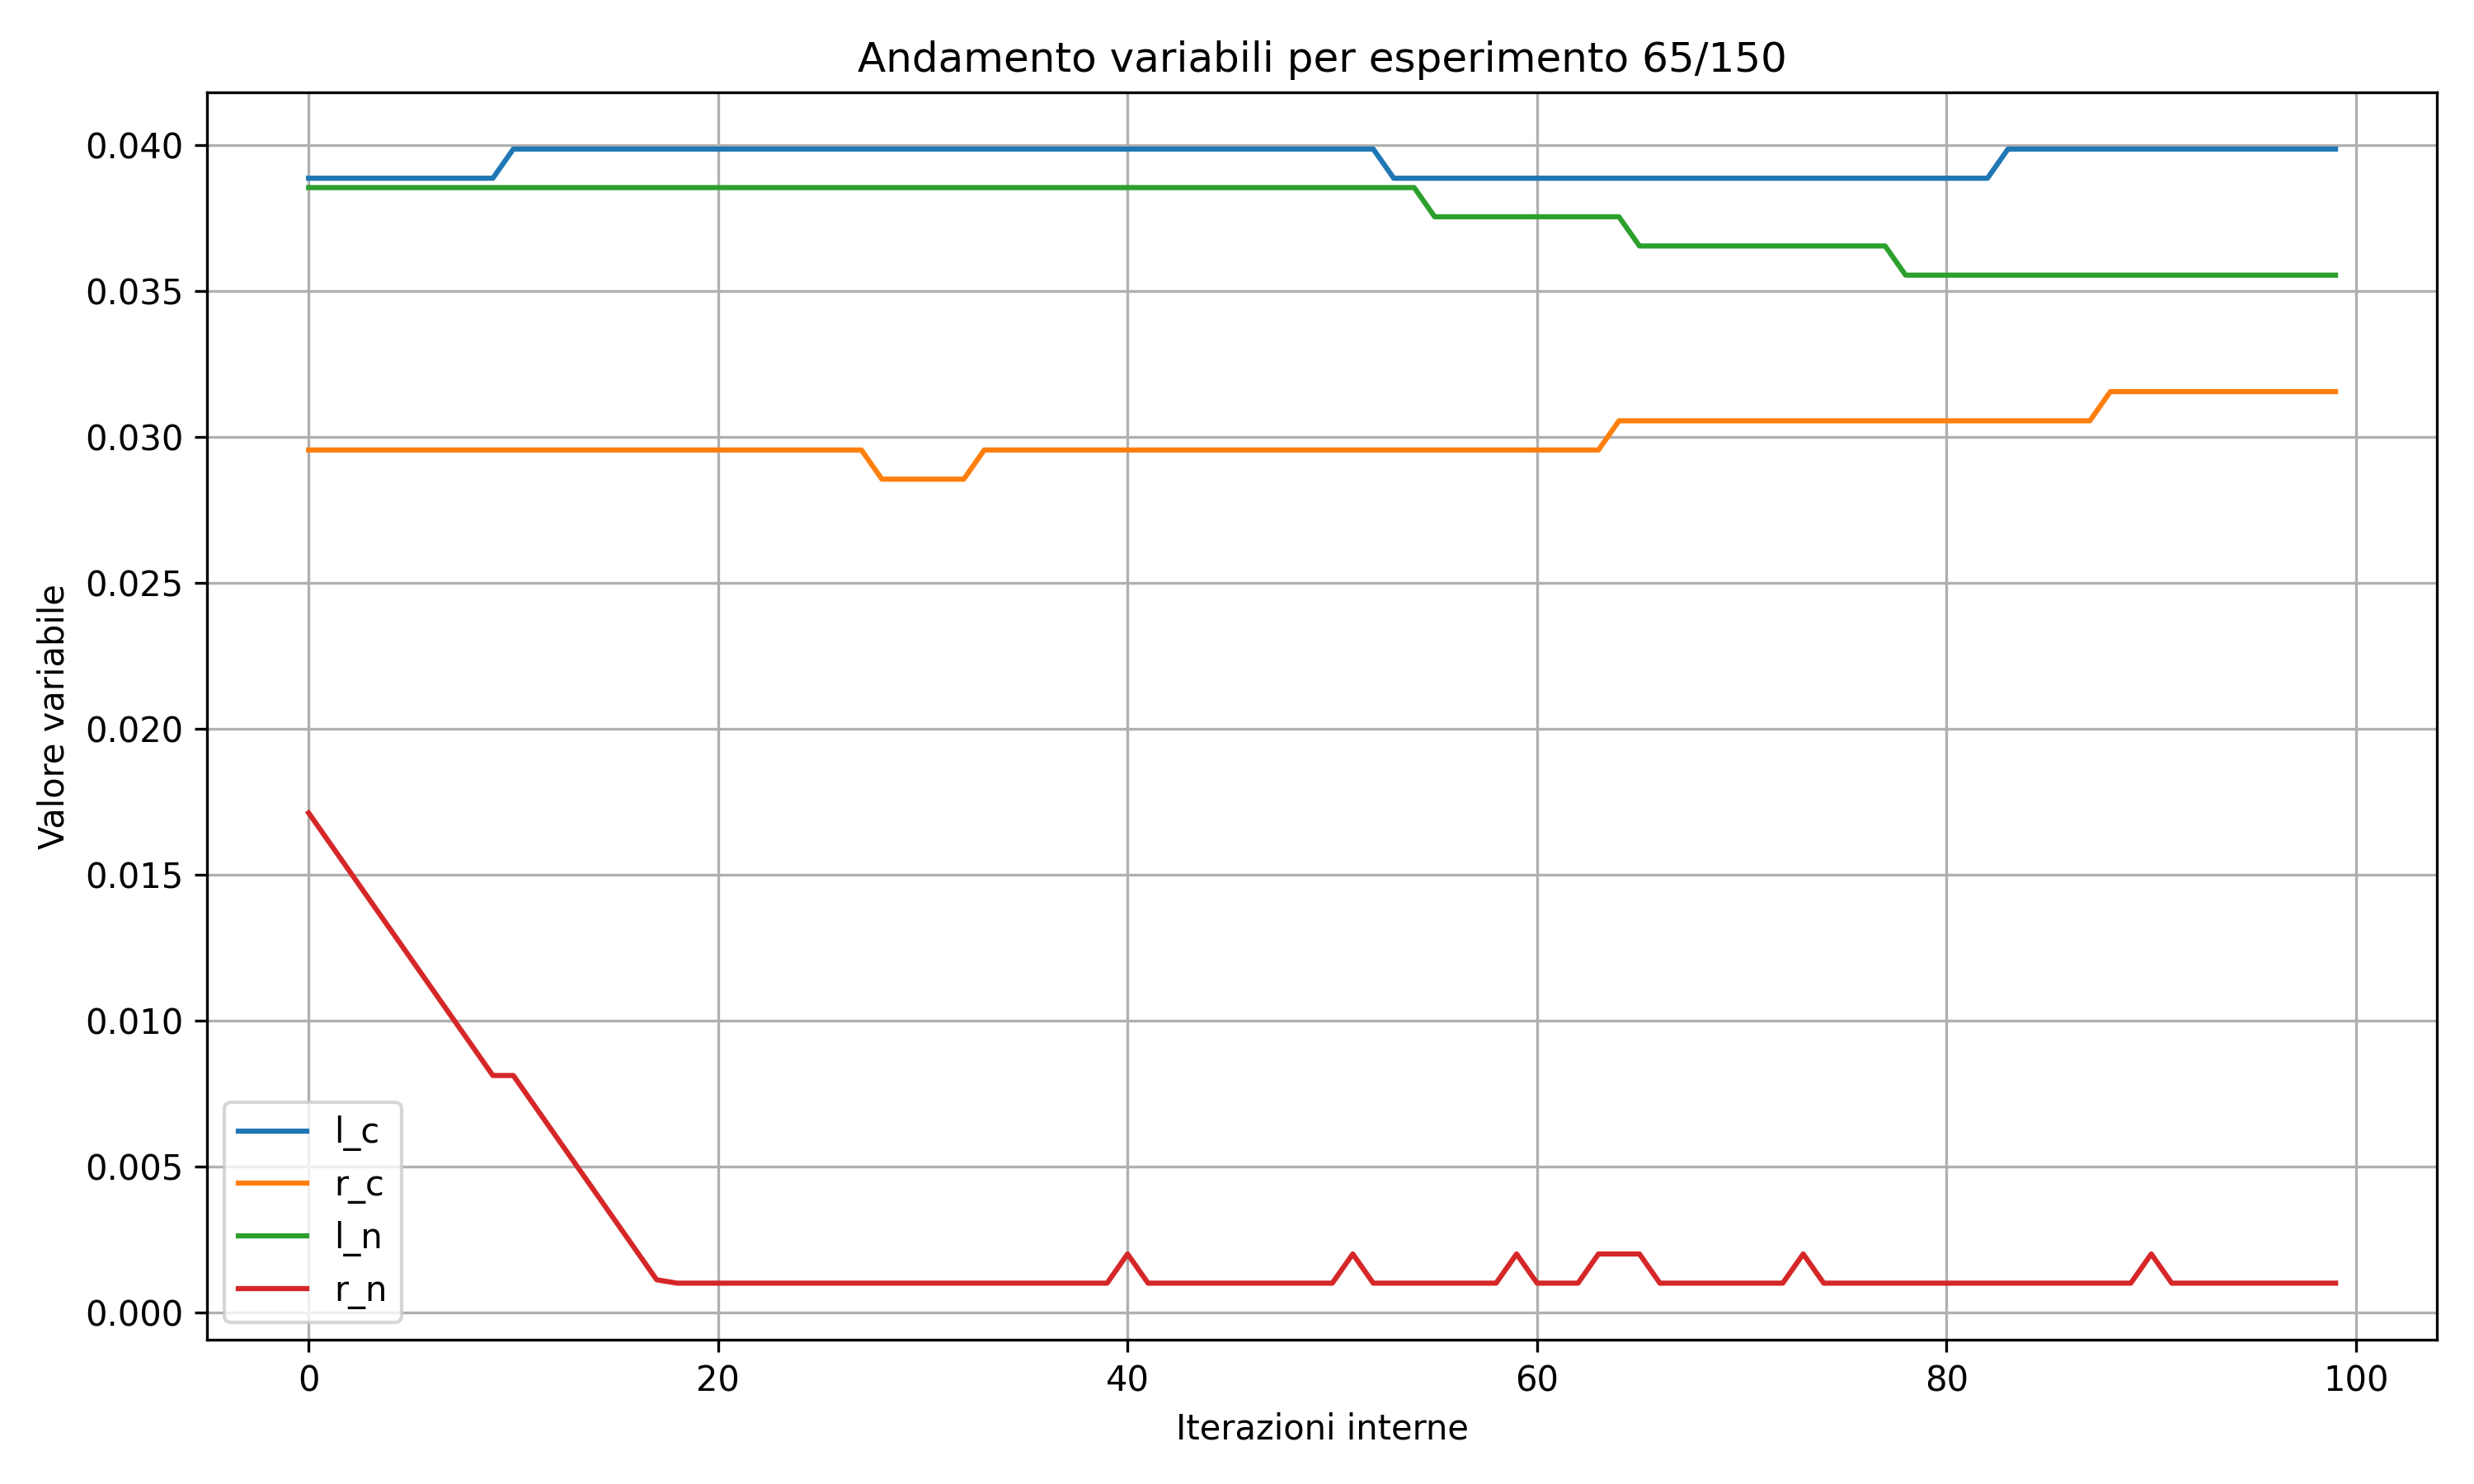 Andamento variabili per esperimento 65/150
Valore variabile
0.040
0.035
0.030
0.025
0.020
0.015
0.010
0.005
0.000
l_c
r_c
l_n
r_n
0 20 40 60 80 100
Iterazioni interne